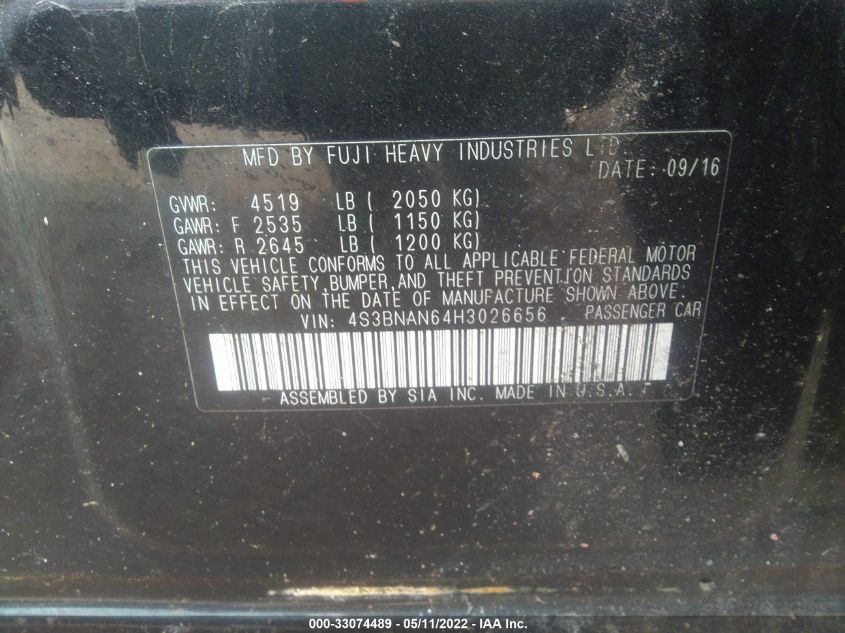 MFD BY FUJI HEAVY INDUSTRIES LTD.
DATE: 09/16
GVWR: 4519 LB ( 2050 KG)
GAWR: F 2535 LB ( 1150 KG)
GAWR: R 2645 LB ( 1200 KG)
THIS VEHICLE CONFORMS TO ALL APPLICABLE FEDERAL MOTOR
VEHICLE SAFETY,BUMPER,AND THEFT PREVENTION STANDARDS
IN EFFECT ON THE DATE OF MANUFACTURE SHOWN ABOVE.
VIN: 4S3BNAN64H3026656 PASSENGER CAR
ASSEMBLED BY SIA INC. MADE IN U.S.A.
000-33074489 - 05/11/2022 - IAA Inc.